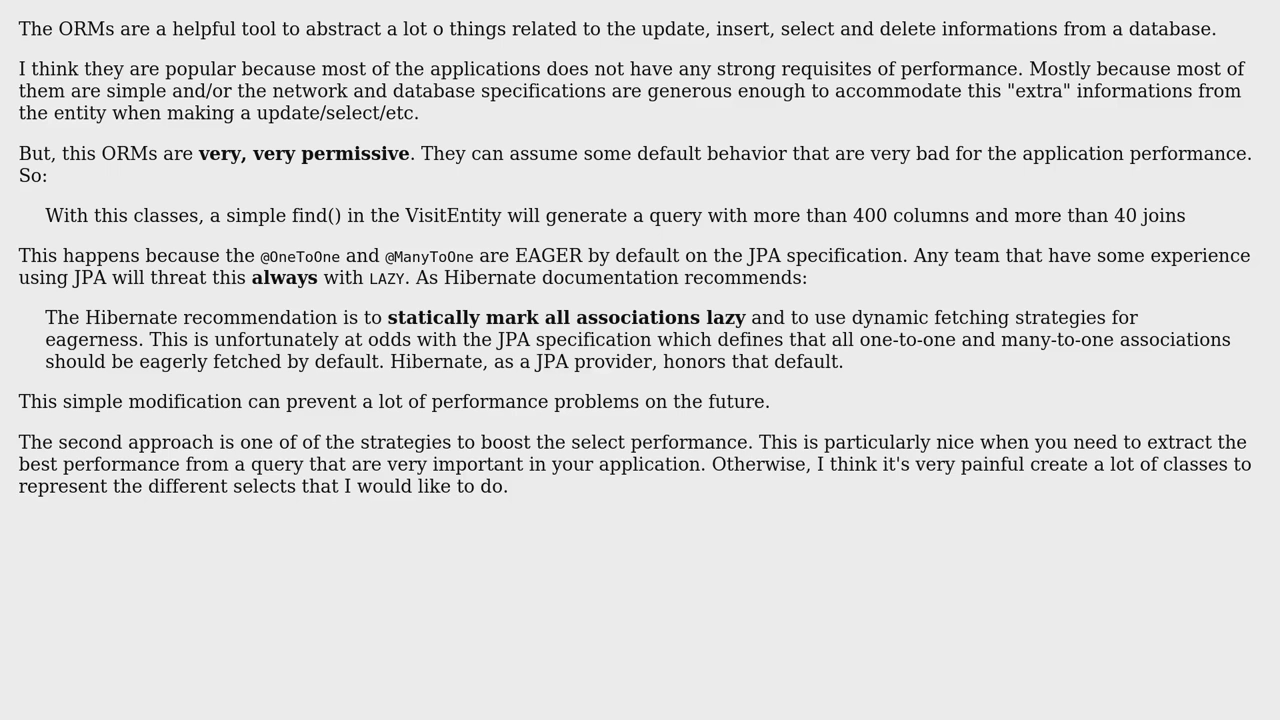 The ORMs are a helpful tool to abstract a lot o things related to the update, insert, select and delete informations from a database.
I think they are popular because most of the applications does not have any strong requisites of performance. Mostly because most of
them are simple and/or the network and database specifications are generous enough to accommodate this "extra" informations from
the entity when making a update/select/etc.
But, this ORMs are very, very permissive. They can assume some default behavior that are very bad for the application performance.
So:
With this classes, a simple find() in the VisitEntity will generate a query with more than 400 columns and more than 40 joins
This happens because the @OneToOne and @ManyToOne are EAGER by default on the JPA specification. Any team that have some experience
using JPA will threat this always with LAZY. As Hibernate documentation recommends:
The Hibernate recommendation is to statically mark all associations lazy and to use dynamic fetching strategies for
eagerness. This is unfortunately at odds with the JPA specification which defines that all one-to-one and many-to-one associations
should be eagerly fetched by default. Hibernate, as a JPA provider, honors that default.
This simple modification can prevent a lot of performance problems on the future.
The second approach is one of of the strategies to boost the select performance. This is particularly nice when you need to extract the
best performance from a query that are very important in your application. Otherwise, I think it's very painful create a lot of classes to
represent the different selects that I would like to do.